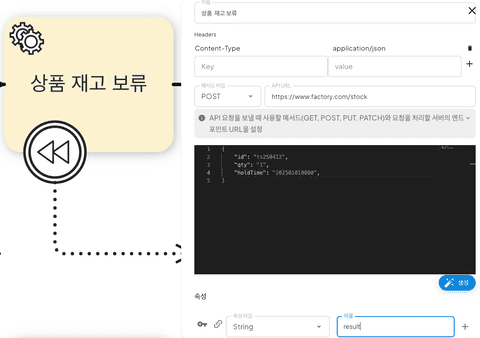 상품 재고 보류
이름
상품 재고 보류
Headers
Content-Type
application/json
Key
value
메서드 타입
POST
API URL
https://www.factory.com/stock
API 요청을 보낼 때 사용할 메서드(GET, POST, PUT, PATCH)와 요청을 처리할 서버의 엔드
포인트 URL을 설정
1 {
2 "id": "ts250412",
3 "qty": "1",
4 "holdTime": "202501010000",
5 }
생성
속성
속성 타입
String
이름
result